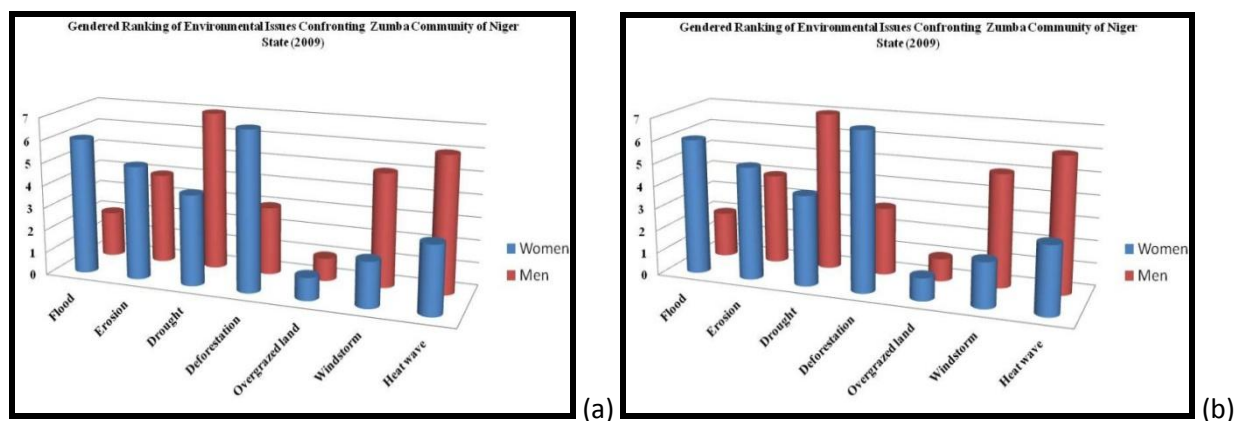 Gendered Ranking of Environmental Issues Confronting Zumba Community of Niger
State (2009)
7
6
5
4
3
2
1
0
Flood
Erosion
Drought
Deforestation
Overgrazed land
Windstorm
Heat wave
Women
Men
(a)
Gendered Ranking of Environmental Issues Confronting Zumba Community of Niger
State (2009)
7
6
5
4
3
2
1
0
Flood
Erosion
Drought
Deforestation
Overgrazed land
Windstorm
Heat wave
Women
Men
(b)